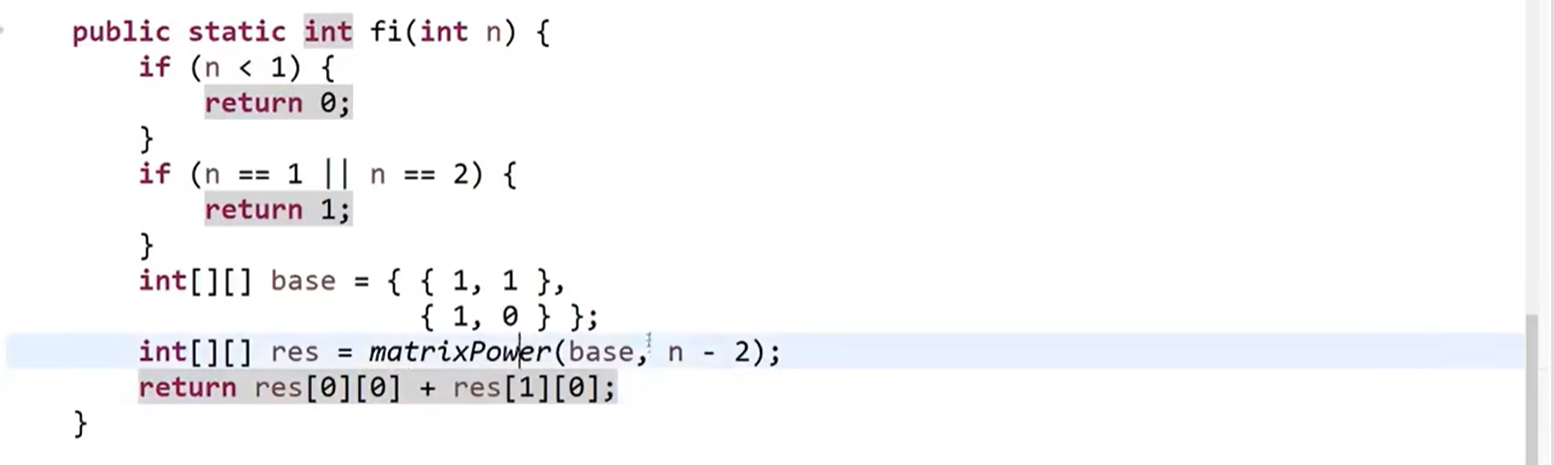 public static int fi(int n) {
    if (n < 1) {
        return 0;
    }
    if (n == 1 || n == 2) {
        return 1;
    }
    int[][] base = { { 1, 1 },
                     { 1, 0 } };
    int[][] res = matrixPower(base, n - 2);
    return res[0][0] + res[1][0];
}